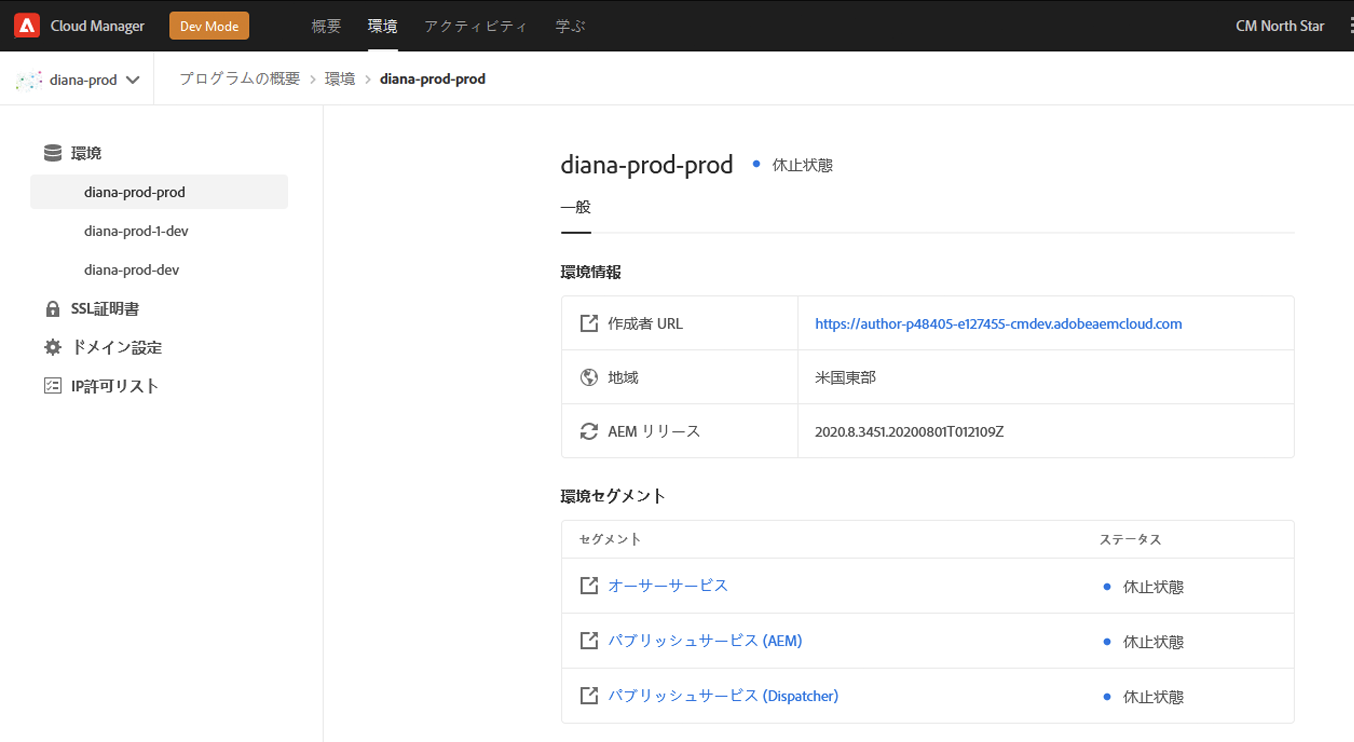 Cloud Manager Dev Mode 概要 環境 アクティビティ 学ぶ CM North Star
diana-prod プログラムの概要 > 環境 > diana-prod-prod
環境
diana-prod-prod
diana-prod-1-dev
diana-prod-dev
SSL証明書
ドメイン設定
IP許可リスト
diana-prod-prod 休止状態
一般
環境情報
作成者 URL https://author-p48405-e127455-cmdev.adobeaemcloud.com
地域 米国東部
AEM リリース 2020.8.3451.20200801T012109Z
環境セグメント
セグメント ステータス
オーサーサービス 休止状態
パブリッシュサービス (AEM) 休止状態
パブリッシュサービス (Dispatcher) 休止状態